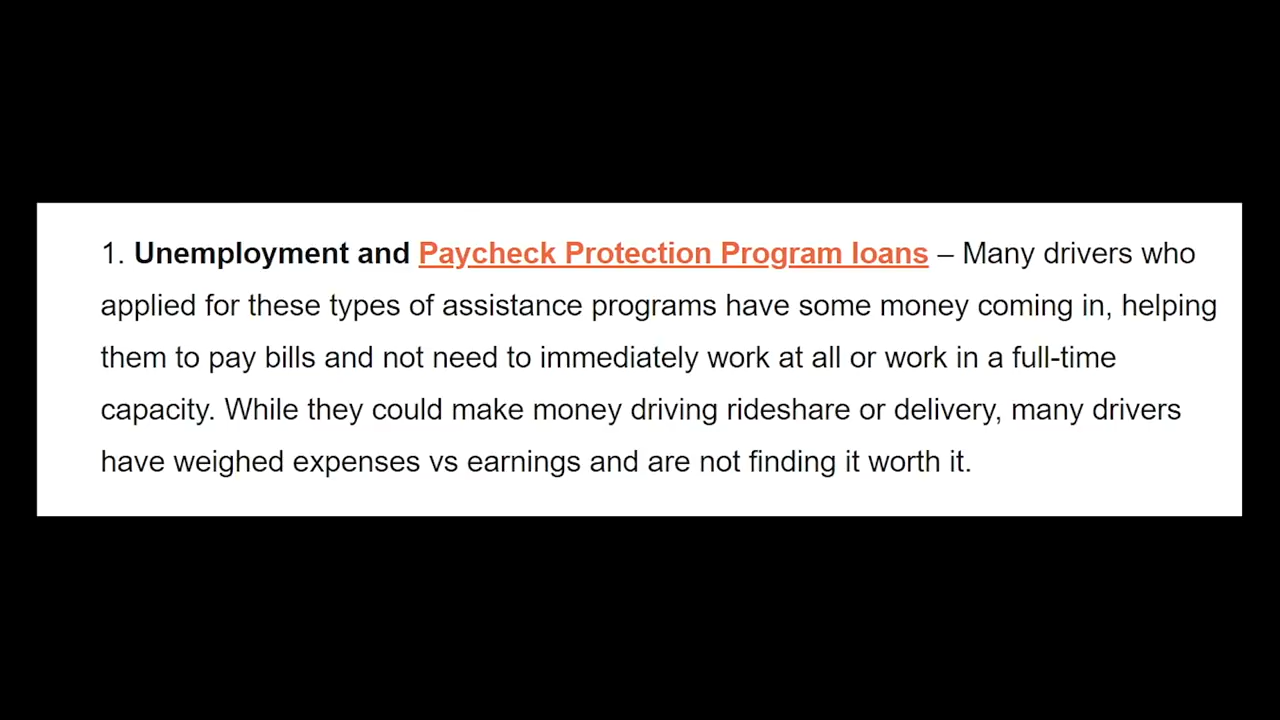 1. Unemployment and Paycheck Protection Program loans – Many drivers who
applied for these types of assistance programs have some money coming in, helping
them to pay bills and not need to immediately work at all or work in a full-time
capacity. While they could make money driving rideshare or delivery, many drivers
have weighed expenses vs earnings and are not finding it worth it.